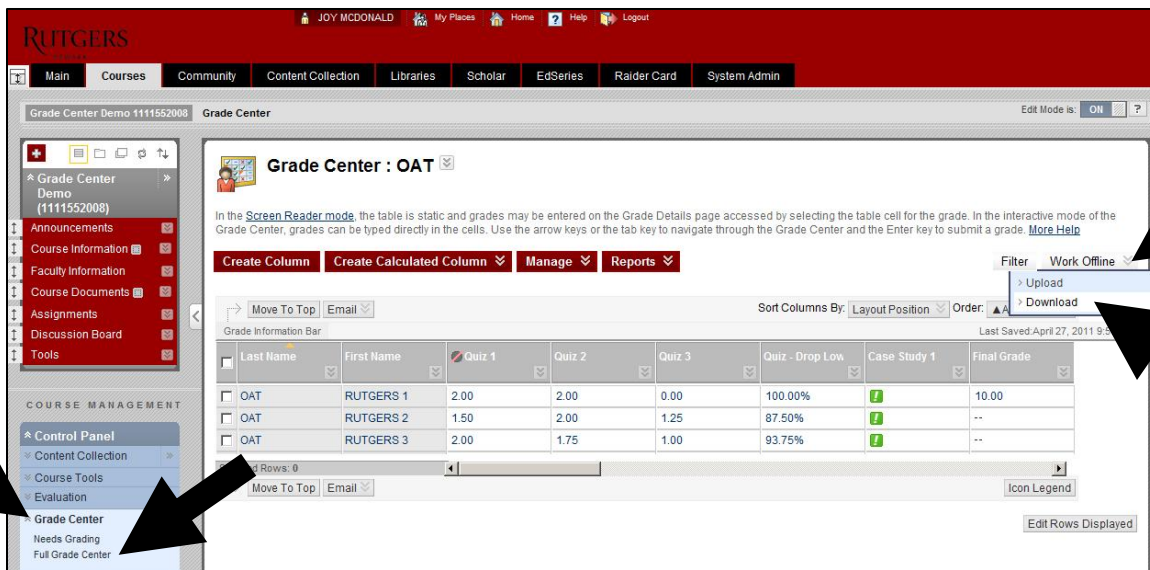 JOY MCDONALD My Places Home ? Help Logout
RUTGERS
Main Courses Community Content Collection Libraries Scholar EdSeries Raider Card System Admin
Grade Center Demo 1111552008 Grade Center Edit Mode is: ON ?
Grade Center Demo (1111552008)
Announcements
Course Information
Faculty Information
Course Documents
Assignments
Discussion Board
Tools
COURSE MANAGEMENT
Control Panel
Content Collection
Course Tools
Evaluation
Grade Center
Needs Grading
Full Grade Center
Grade Center : OAT
In the Screen Reader mode, the table is static and grades may be entered on the Grade Details page accessed by selecting the table cell for the grade. In the interactive mode of the
Grade Center, grades can be typed directly in the cells. Use the arrow keys or the tab key to navigate through the Grade Center and the Enter key to submit a grade. More Help
Create Column Create Calculated Column Manage Reports Filter Work Offline
> Upload
> Download
Move To Top Email Sort Columns By: Layout Position Order:
Grade Information Bar Last Saved:April 27, 2011
Last Name First Name Quiz 1 Quiz 2 Quiz 3 Quiz - Drop Low Case Study 1 Final Grade
OAT RUTGERS 1 2.00 2.00 0.00 100.00% ! 10.00
OAT RUTGERS 2 1.50 2.00 1.25 87.50% ! --
OAT RUTGERS 3 2.00 1.75 1.00 93.75% ! --
Rows: 0
Move To Top Email Icon Legend
Edit Rows Displayed